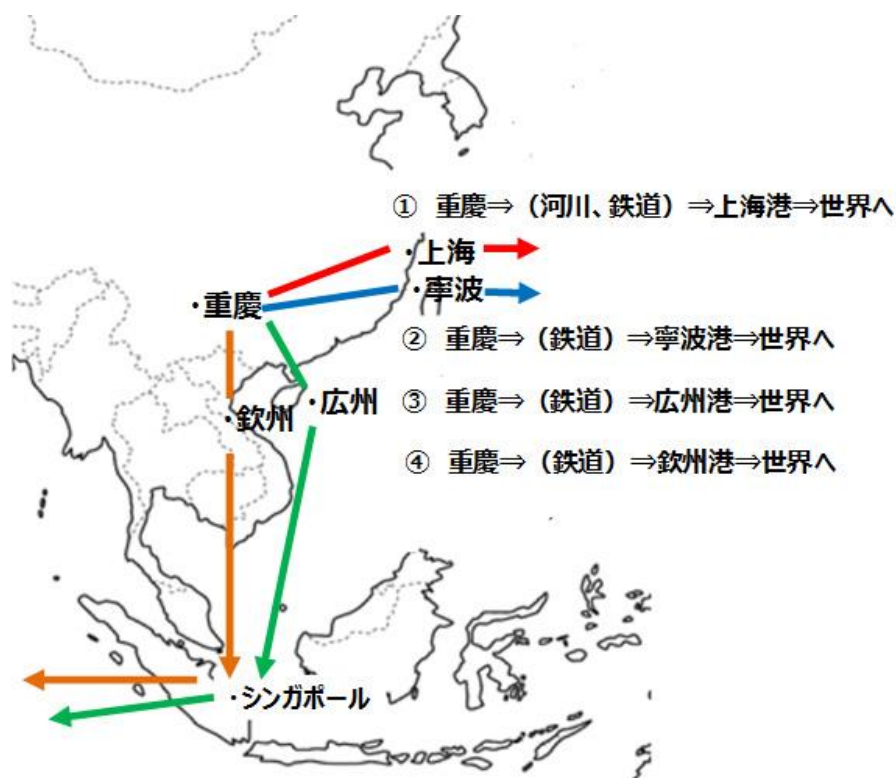 ① 重慶⇒（河川、鉄道）⇒上海港⇒世界へ
・上海
・寧波
・重慶
② 重慶⇒（鉄道）⇒寧波港⇒世界へ
・広州
③ 重慶⇒（鉄道）⇒広州港⇒世界へ
・欽州
④ 重慶⇒（鉄道）⇒欽州港⇒世界へ
・シンガポール